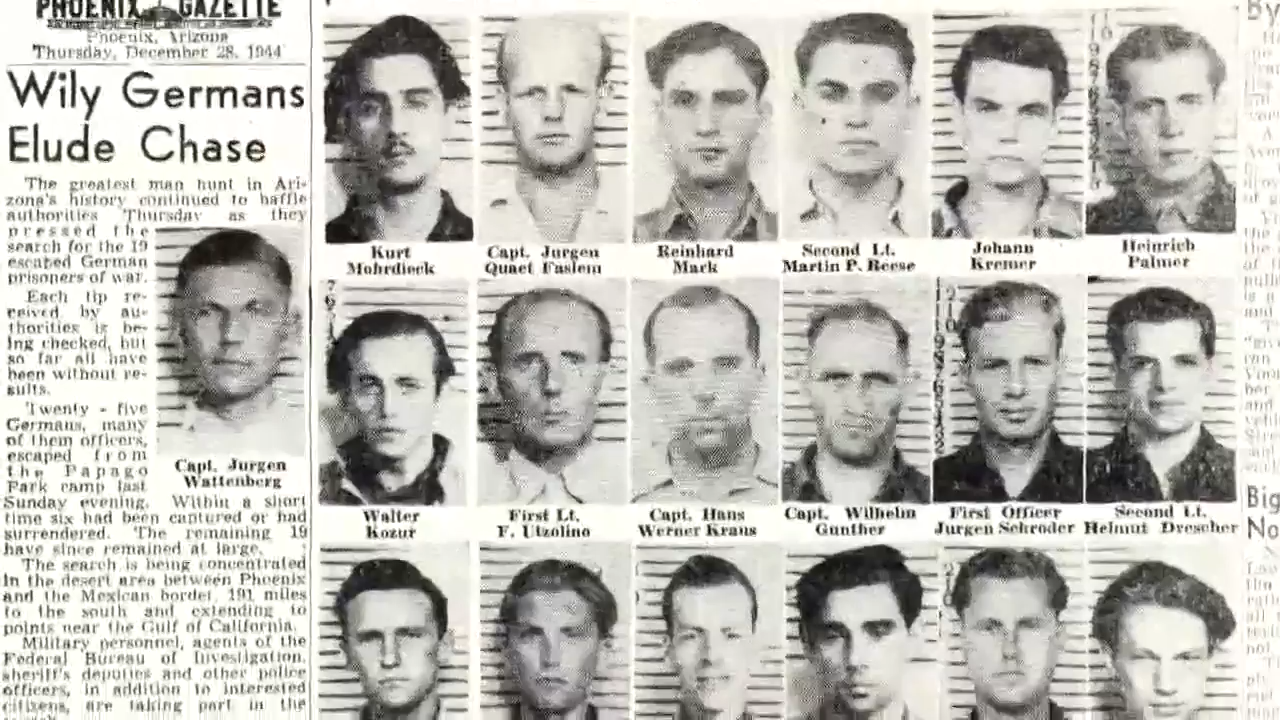 PHOENIX GAZETTE
Phoenix, Arizona
Thursday, December 28, 1944
Wily Germans
Elude Chase
The greatest man hunt in Ari-
zona's history continued to baffle
authorities Thursday as they
pressed the
search for the 19
escaped German
prisoners of war.
Each tip re-
ceived by au-
thorities is be-
ing checked, but
so far all have
been without re-
sults.
Twenty - five
Germans, many
of them officers,
escaped from
the Papago
Park camp last
Sunday evening. Within a short
time six had been captured or had
surrendered. The remaining 19
have since remained at large.
The search is being concentrated
in the desert area between Phoenix
and the Mexican border, 191 miles
to the south and extending to
points near the Gulf of California.
Military personnel, agents of the
Federal Bureau of Investigation,
sheriff's deputies and other police
officers, in addition to interested
citizens, are taking part in the
Capt. Jurgen
Wattenberg
Kurt
Mohrdieck
Capt. Jurgen
Quaet Faslem
Reinhard
Mark
Second Lt.
Martin P. Reese
Johann
Kremer
Heinrich
Palmer
Walter
Kozur
First Lt.
F. Utzolino
Capt. Hans
Werner Kraus
Capt. Wilhelm
Gunther
First Officer
Jurgen Schroder
Second Lt.
Helmut Drescher
By
Big
No